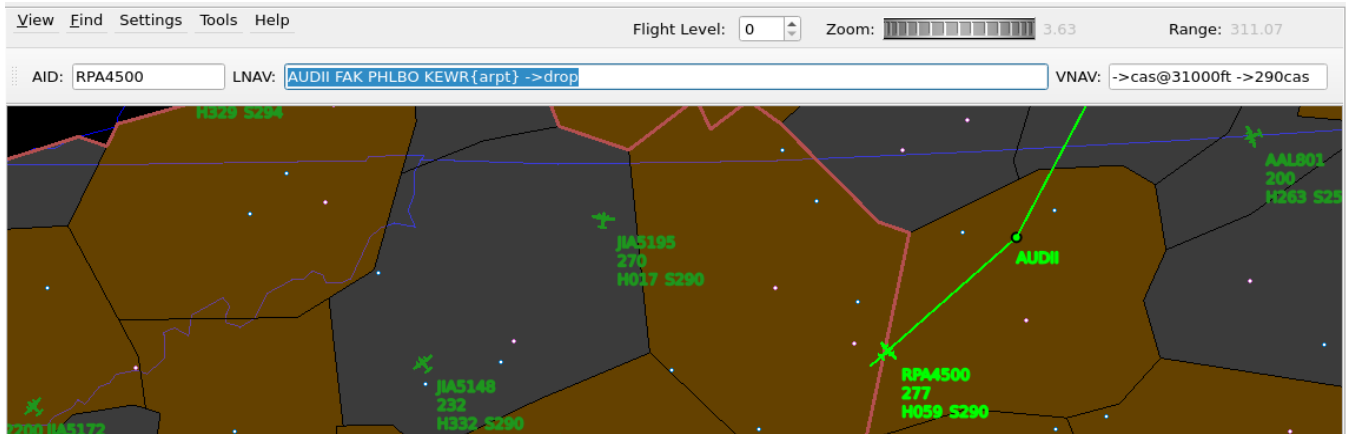 View Find Settings Tools Help
Flight Level: 0 Zoom: 3.63 Range: 311.07
AID: RPA4500 LNAV: AUDII FAK PHLBO KEWR{arpt} ->drop VNAV: ->cas@31000ft ->290cas
H329 S294
AAL801
200
H263 S25
JIA5195
270
H017 S290
AUDII
RPA4500
277
H059 S290
JIA5148
232
H332 S290
2200 JIA5172